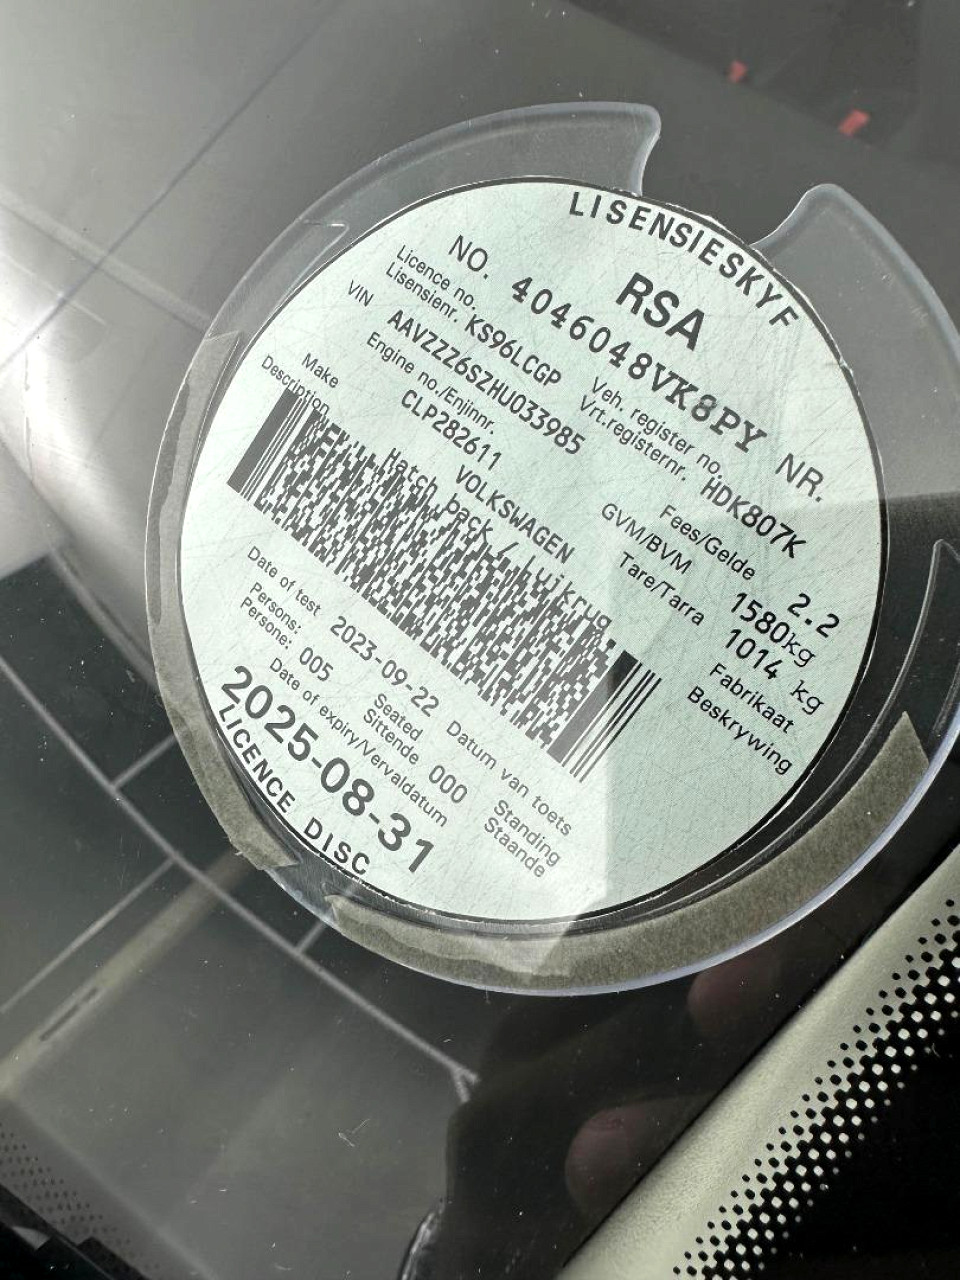 LISENSIESKYF
RSA
NO. 4046048VK8PY NR.
Licence no. Veh. register no.
Lisensienr. KS96LCGP Vrt.registernr. HDK807K
VIN AAVZZZ6SZHU033985 Fees/Gelde 2.2
Engine no./Enjinnr. GVM/BVM 1580kg
CLP282611 Tare/Tarra 1014 kg
Make VOLKSWAGEN Fabrikaat
Description Hatch back / Luikrug Beskrywing
Date of test 2023-09-22 Datum van toets
Persons: Seated Standing
Persone: 005 Sittende 000 Staande
Date of expiry/Vervaldatum
2025-08-31
LICENCE DISC